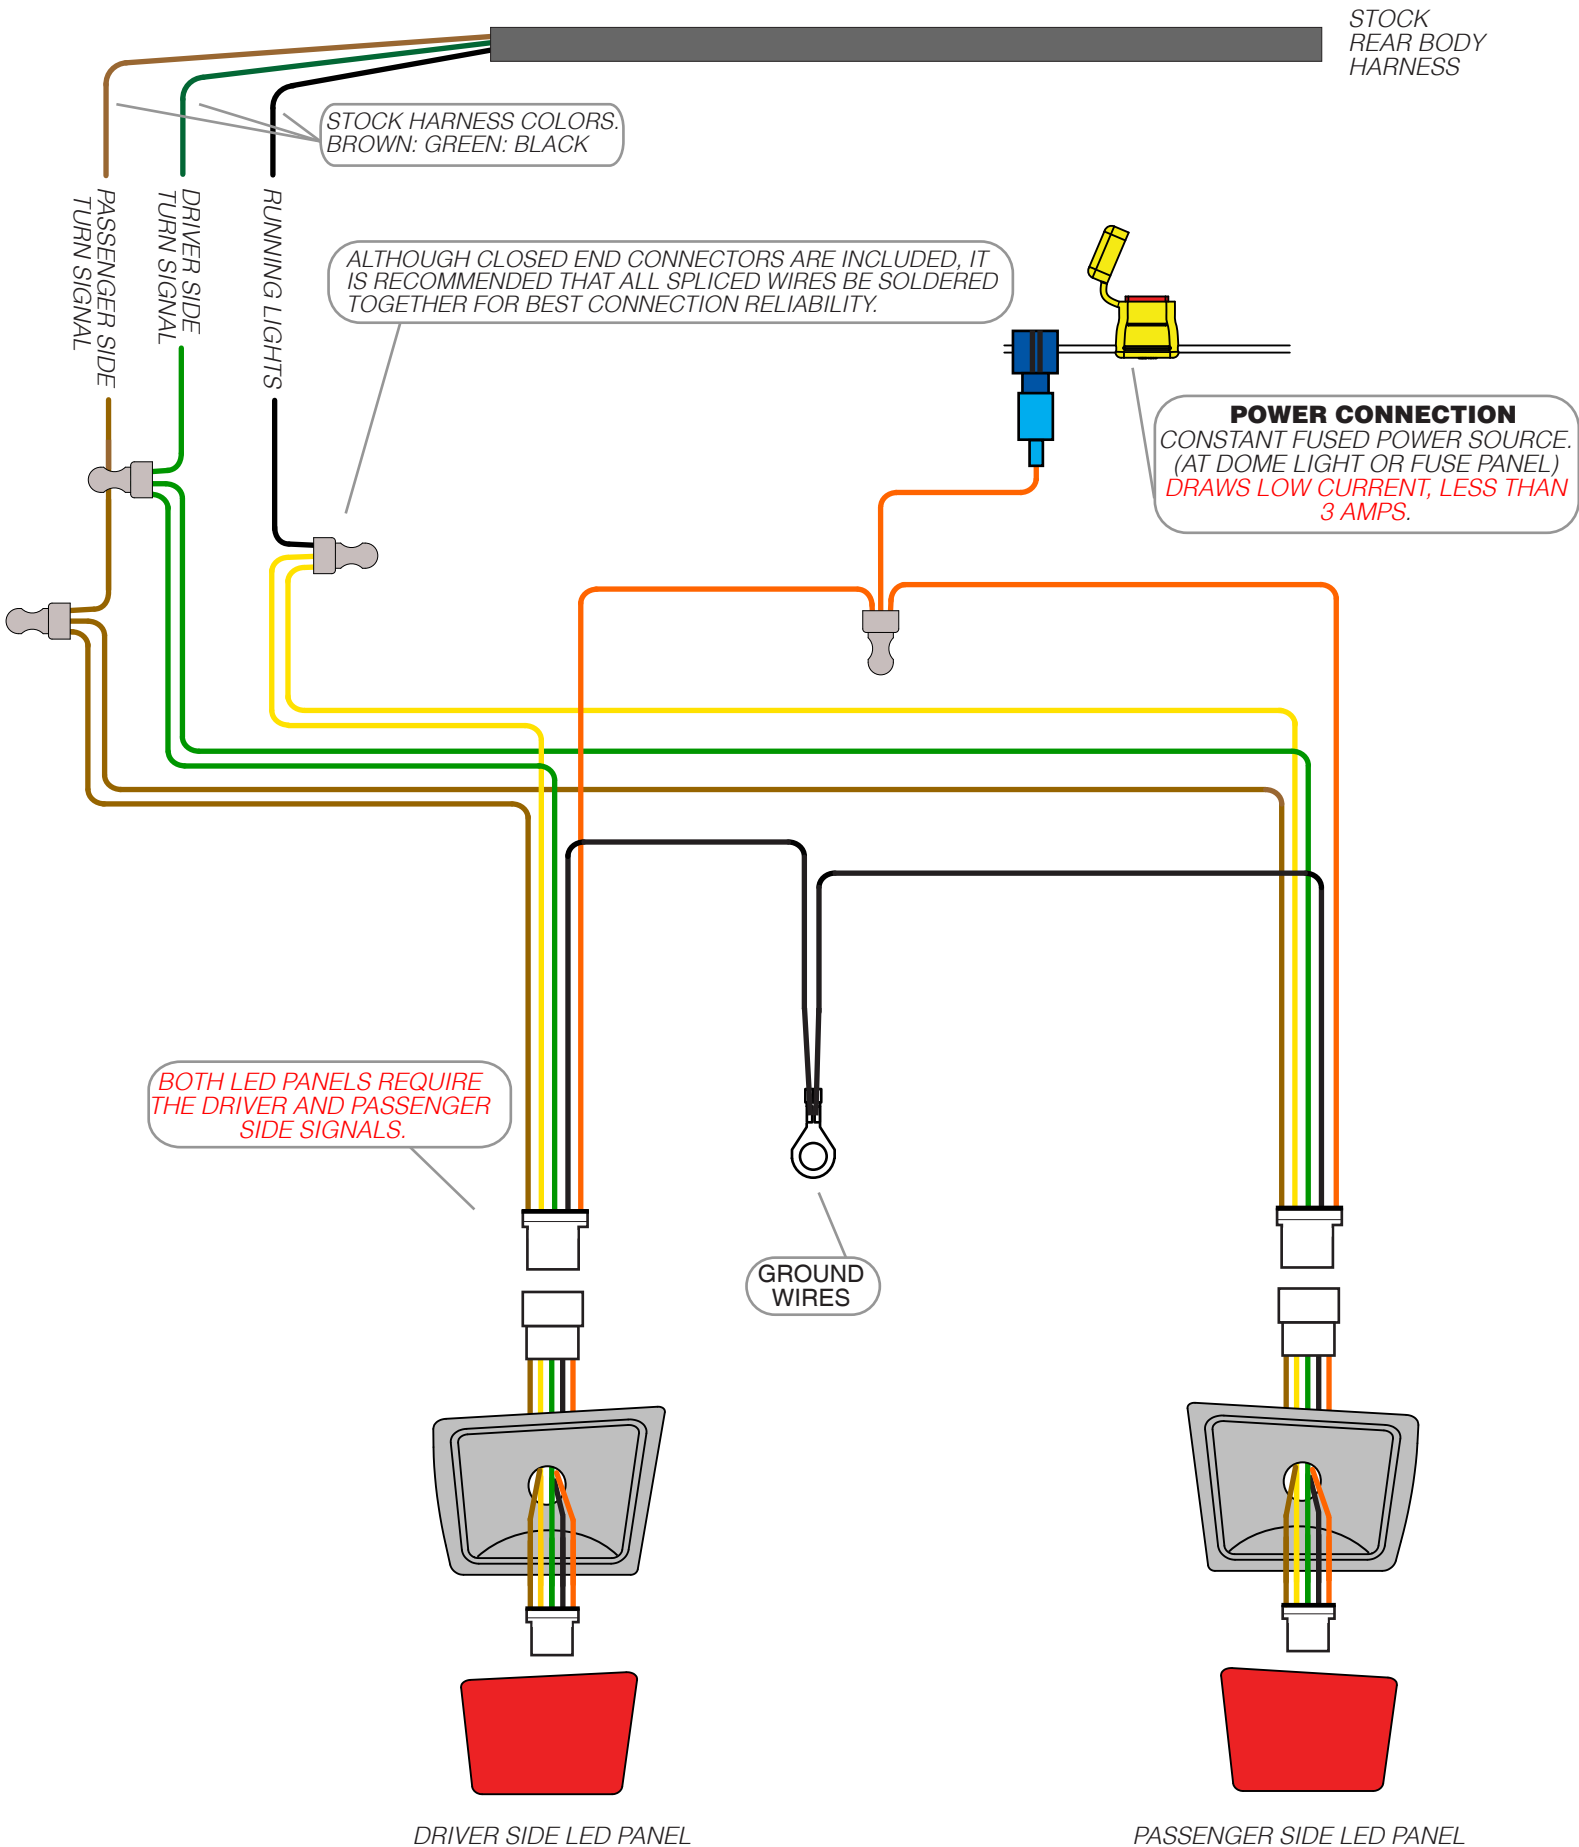 STOCK
REAR BODY
HARNESS
STOCK HARNESS COLORS.
BROWN: GREEN: BLACK
PASSENGER SIDE
TURN SIGNAL
DRIVER SIDE
TURN SIGNAL
RUNNING LIGHTS
ALTHOUGH CLOSED END CONNECTORS ARE INCLUDED, IT
IS RECOMMENDED THAT ALL SPLICED WIRES BE SOLDERED
TOGETHER FOR BEST CONNECTION RELIABILITY.
POWER CONNECTION
CONSTANT FUSED POWER SOURCE.
(AT DOME LIGHT OR FUSE PANEL)
DRAWS LOW CURRENT, LESS THAN
3 AMPS.
BOTH LED PANELS REQUIRE
THE DRIVER AND PASSENGER
SIDE SIGNALS.
GROUND
WIRES
DRIVER SIDE LED PANEL
PASSENGER SIDE LED PANEL